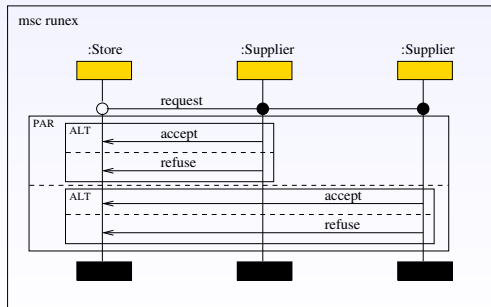 msc runex
:Store :Supplier :Supplier
request
PAR
ALT
accept
refuse
ALT
accept
refuse